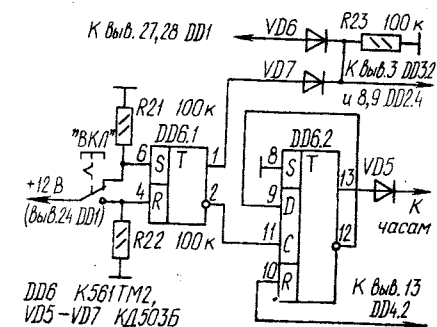 К выв. 27,28 DD1
VD6
R23 100 к
VD7
К выв.3 DD3.2
и 8,9 DD2.4
R21 100 к
"ВКЛ"
DD6.1
DD6.2
6 S T 1
4 R 2
+12 В
(выв.24 DD1)
R22 100 к
8 S T 13
9 D
11 C 12
10 R
VD5
К
часам
К выв. 13
DD4.2
DD6 К561ТМ2,
VD5-VD7 КД503Б